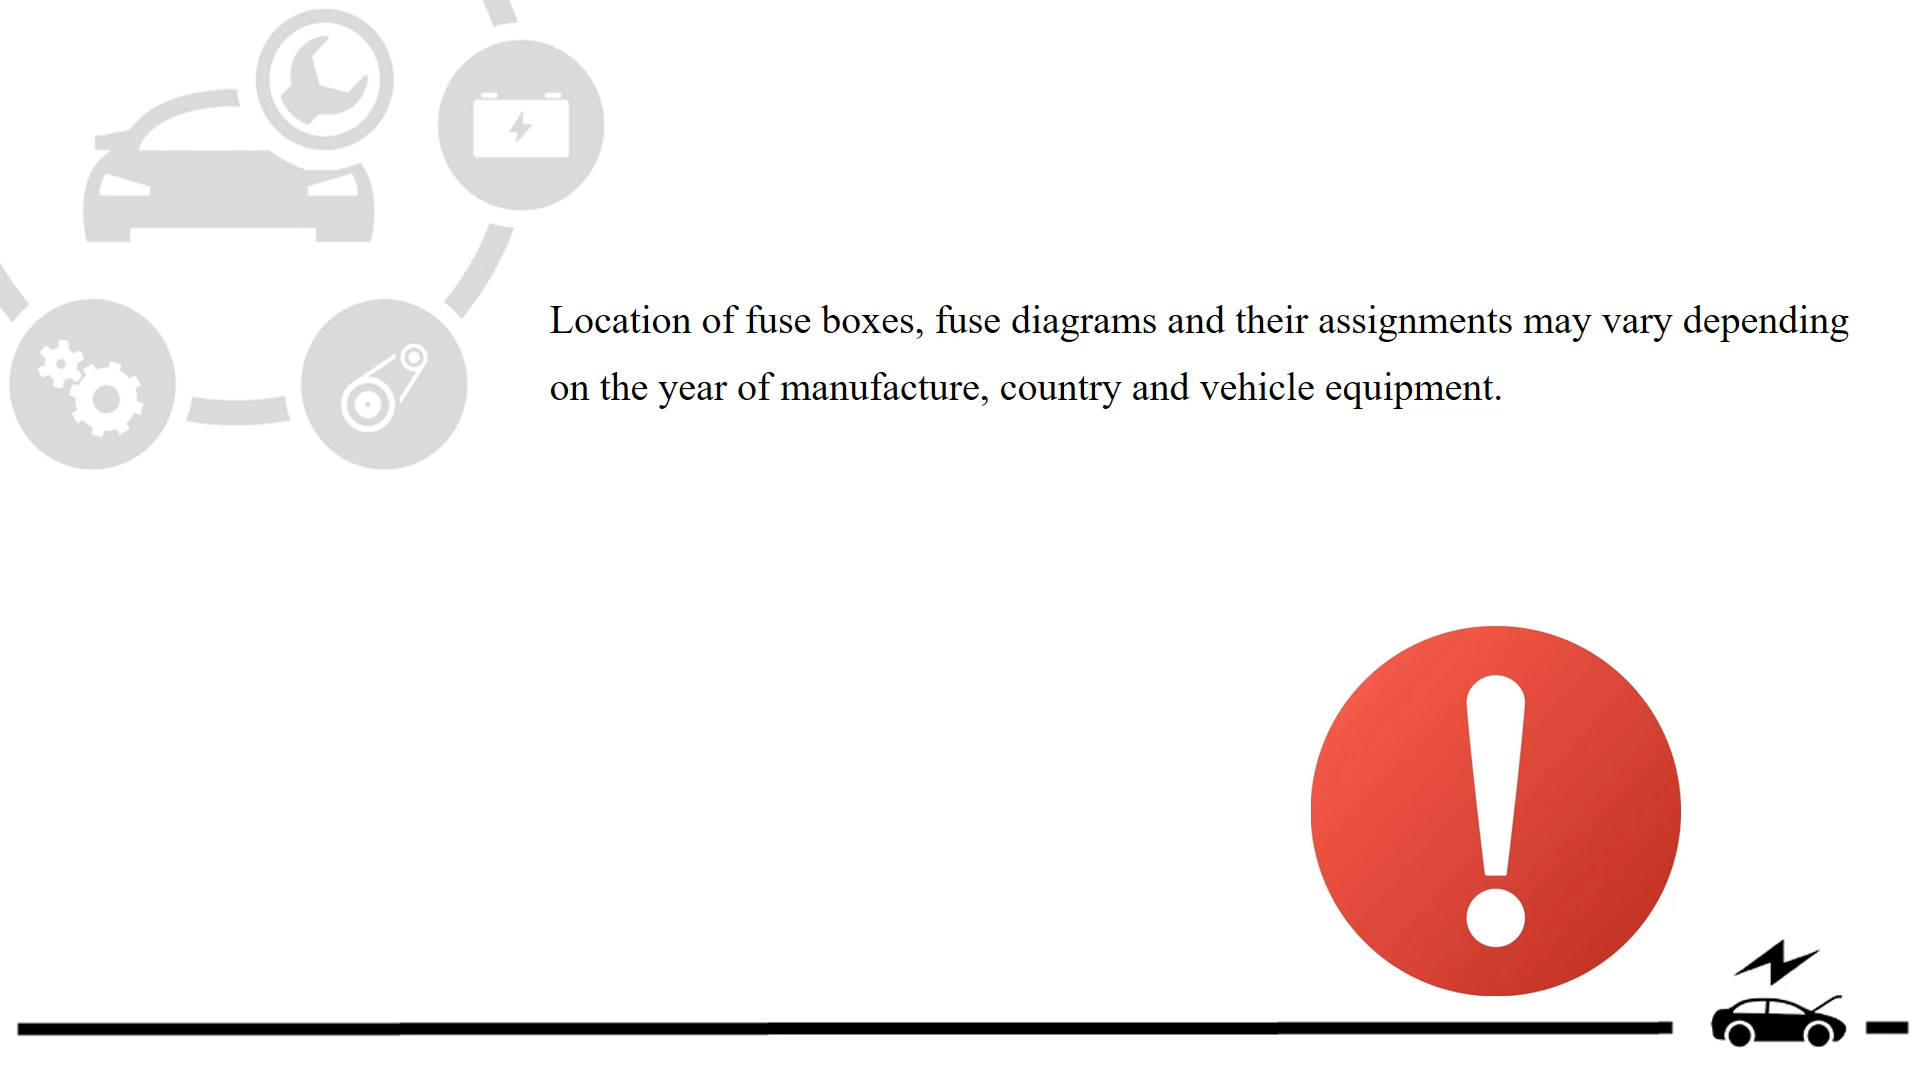 Location of fuse boxes, fuse diagrams and their assignments may vary depending
on the year of manufacture, country and vehicle equipment.